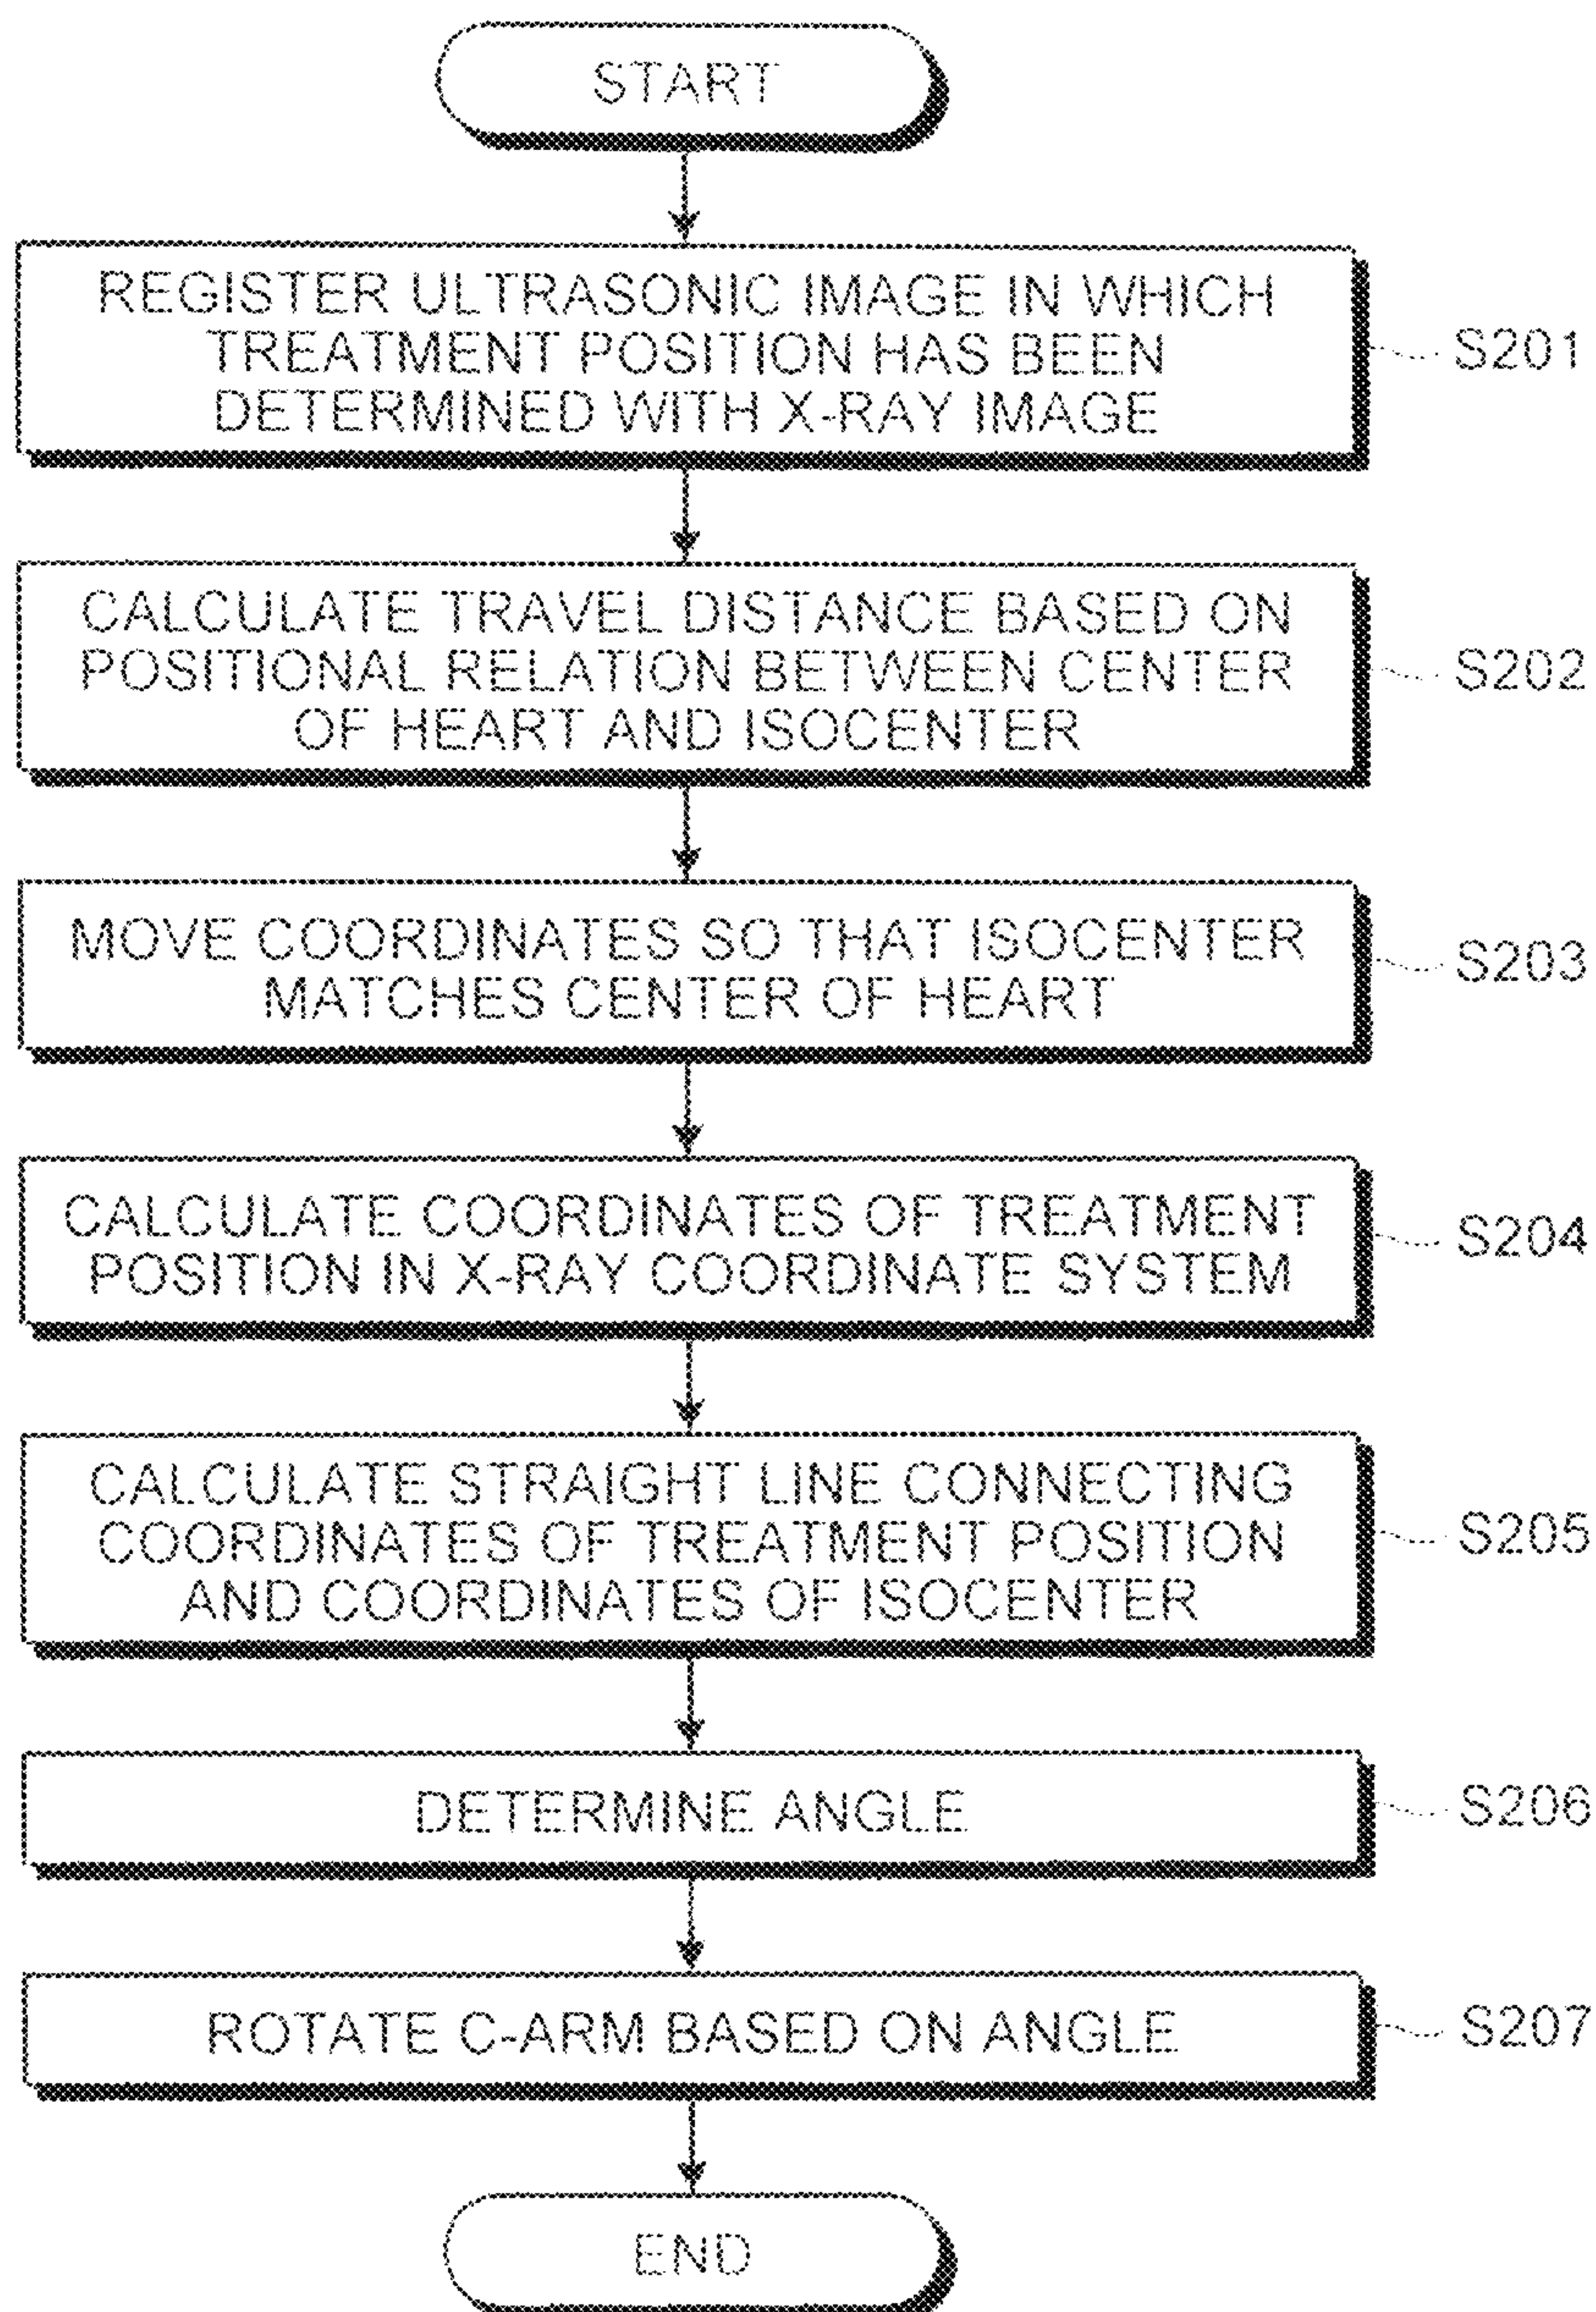 START
REGISTER ULTRASONIC IMAGE IN WHICH
TREATMENT POSITION HAS BEEN
DETERMINED WITH X-RAY IMAGE
S201
CALCULATE TRAVEL DISTANCE BASED ON
POSITIONAL RELATION BETWEEN CENTER
OF HEART AND ISOCENTER
S202
MOVE COORDINATES SO THAT ISOCENTER
MATCHES CENTER OF HEART
S203
CALCULATE COORDINATES OF TREATMENT
POSITION IN X-RAY COORDINATE SYSTEM
S204
CALCULATE STRAIGHT LINE CONNECTING
COORDINATES OF TREATMENT POSITION
AND COORDINATES OF ISOCENTER
S205
DETERMINE ANGLE
S206
ROTATE C-ARM BASED ON ANGLE
S207
END